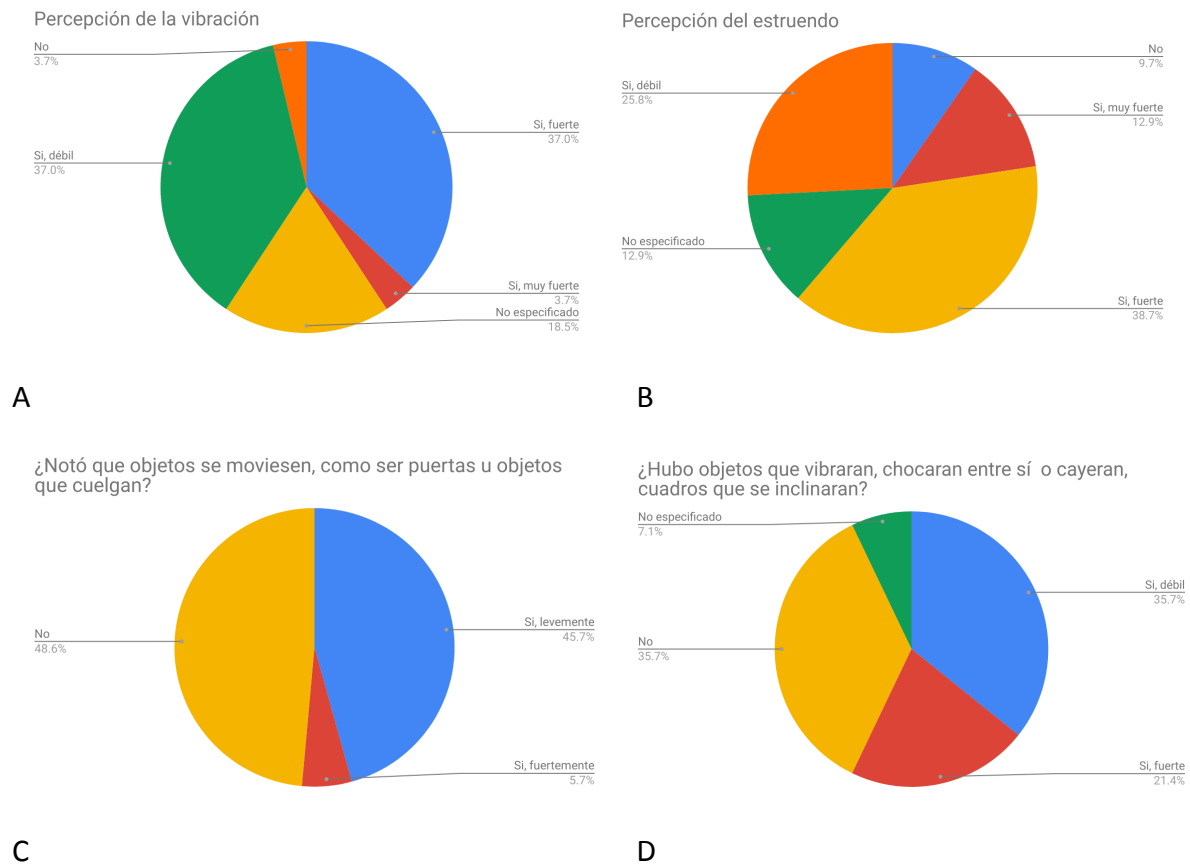 Percepción de la vibración
No
3.7%
Si, fuerte
37.0%
Si, débil
37.0%
Si, muy fuerte
3.7%
No especificado
18.5%
A
Percepción del estruendo
No
9.7%
Si, débil
25.8%
Si, muy fuerte
12.9%
No especificado
12.9%
Si, fuerte
38.7%
B
¿Notó que objetos se moviesen, como ser puertas u objetos
que cuelgan?
Si, levemente
45.7%
No
48.6%
Si, fuertemente
5.7%
C
¿Hubo objetos que vibraran, chocaran entre sí o cayeran,
cuadros que se inclinaran?
No especificado
7.1%
Si, débil
35.7%
No
35.7%
Si, fuerte
21.4%
D